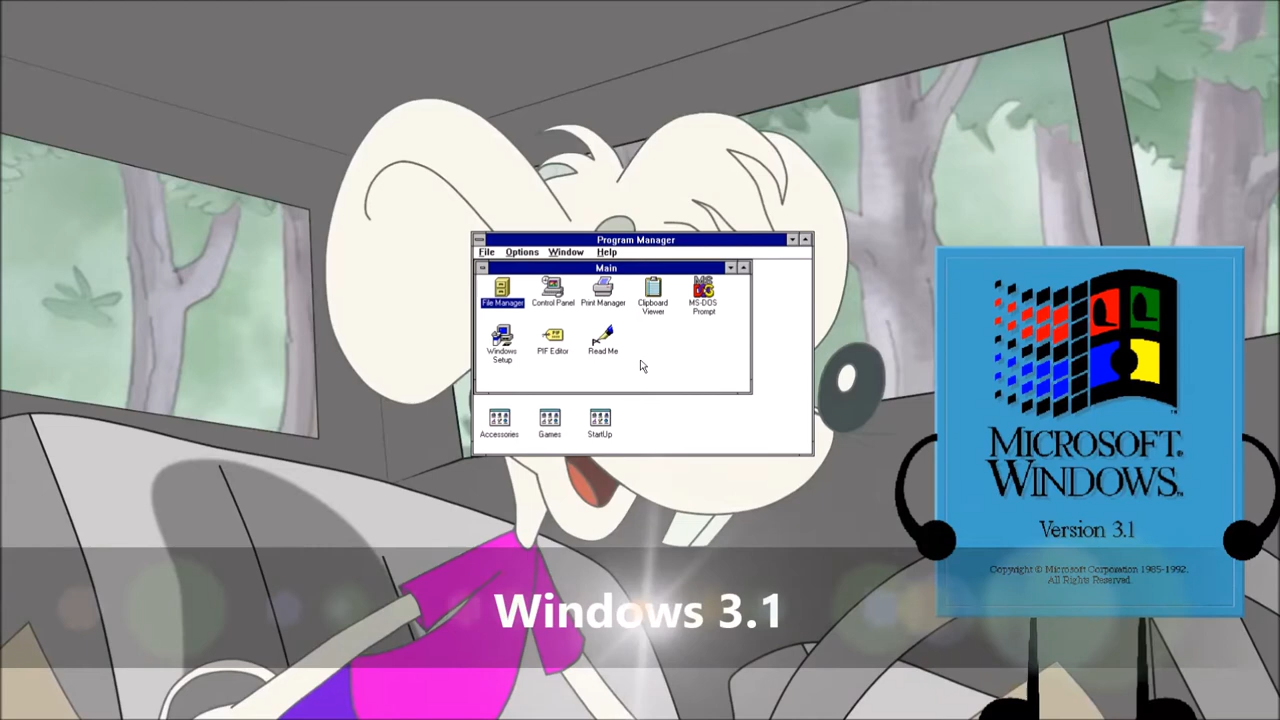 Program Manager
File Options Window Help
Main
File Manager
Control Panel
Print Manager
Clipboard
Viewer
MS-DOS
Prompt
Windows
Setup
PIF Editor
Read Me
Accessories
Games
StartUp
MICROSOFT.
WINDOWS
Version 3.1
Copyright © Microsoft Corporation 1985-1992.
All Rights Reserved.
Windows 3.1